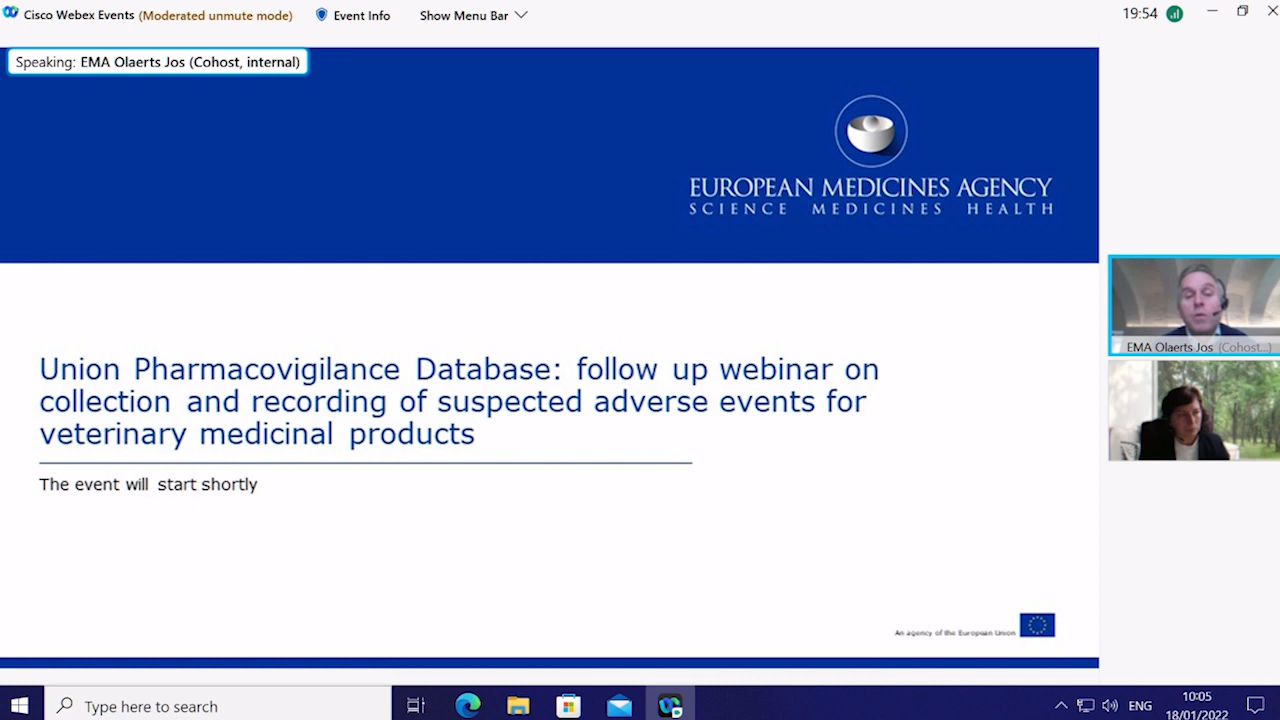 Cisco Webex Events (Moderated unmute mode) Event Info Show Menu Bar 19:54
Speaking: EMA Olaerts Jos (Cohost, internal)
EUROPEAN MEDICINES AGENCY
SCIENCE MEDICINES HEALTH
EMA Olaerts Jos (Cohost...)
Union Pharmacovigilance Database: follow up webinar on
collection and recording of suspected adverse events for
veterinary medicinal products
The event will start shortly
An agency of the European Union
Type here to search
ENG
10:05
18/01/2022